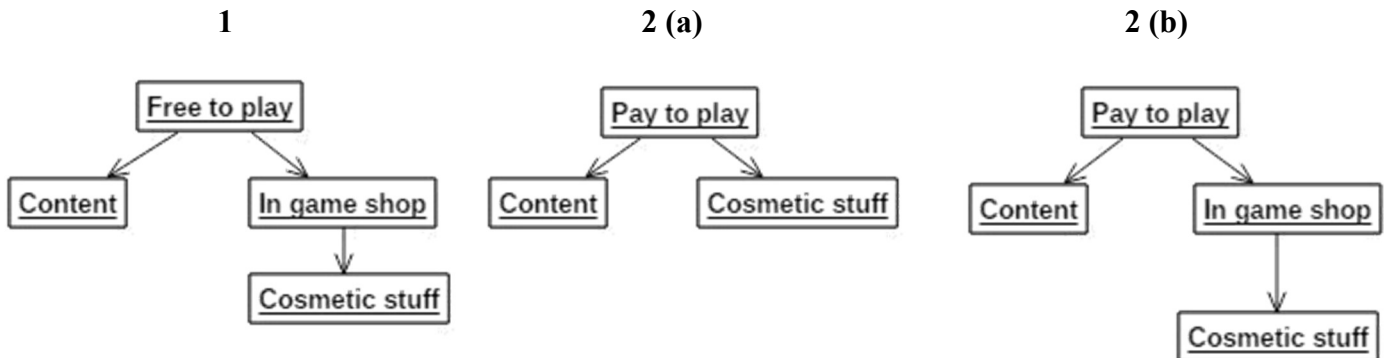 1
2 (a)
2 (b)
Free to play
Content
In game shop
Cosmetic stuff
Pay to play
Content
Cosmetic stuff
Pay to play
Content
In game shop
Cosmetic stuff